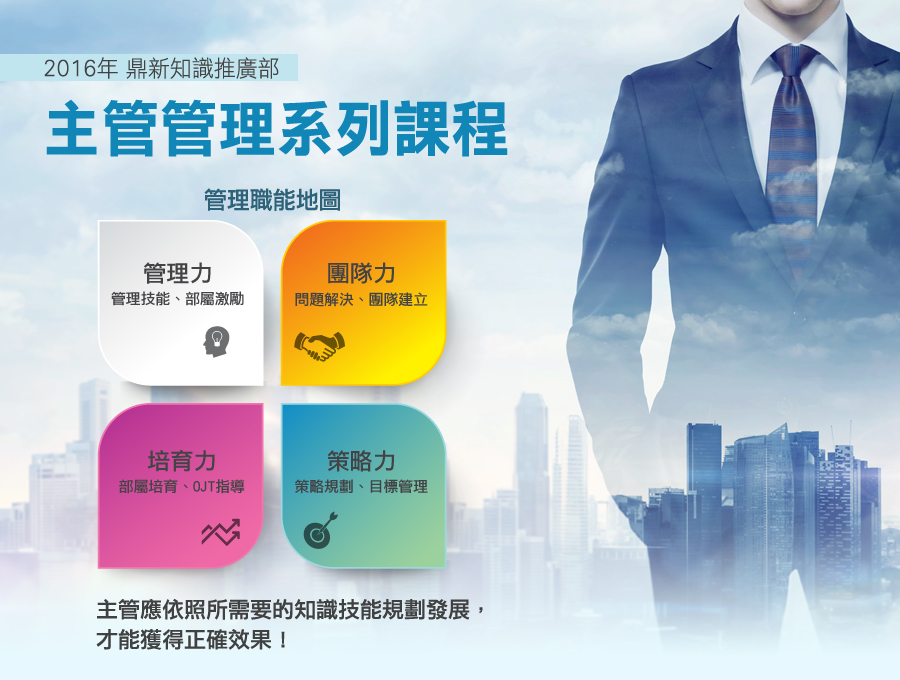 2016年 鼎新知識推廣部
主管管理系列課程
管理職能地圖
管理力
管理技能、部屬激勵
團隊力
問題解決、團隊建立
培育力
部屬培育、OJT指導
策略力
策略規劃、目標管理
主管應依照所需要的知識技能規劃發展，
才能獲得正確效果！